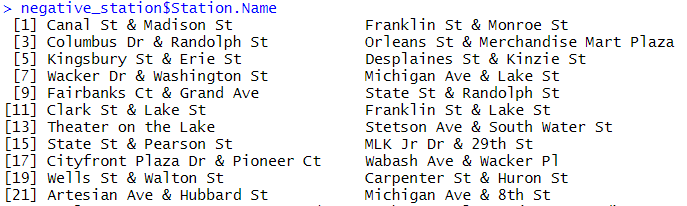 > negative_station$Station.Name
[1] Canal St & Madison St Franklin St & Monroe St
[3] Columbus Dr & Randolph St Orleans St & Merchandise Mart Plaza
[5] Kingsbury St & Erie St Desplaines St & Kinzie St
[7] Wacker Dr & Washington St Michigan Ave & Lake St
[9] Fairbanks Ct & Grand Ave State St & Randolph St
[11] Clark St & Lake St Franklin St & Lake St
[13] Theater on the Lake Stetson Ave & South Water St
[15] State St & Pearson St MLK Jr Dr & 29th St
[17] Cityfront Plaza Dr & Pioneer Ct Wabash Ave & Wacker Pl
[19] Wells St & Walton St Carpenter St & Huron St
[21] Artesian Ave & Hubbard St Michigan Ave & 8th St